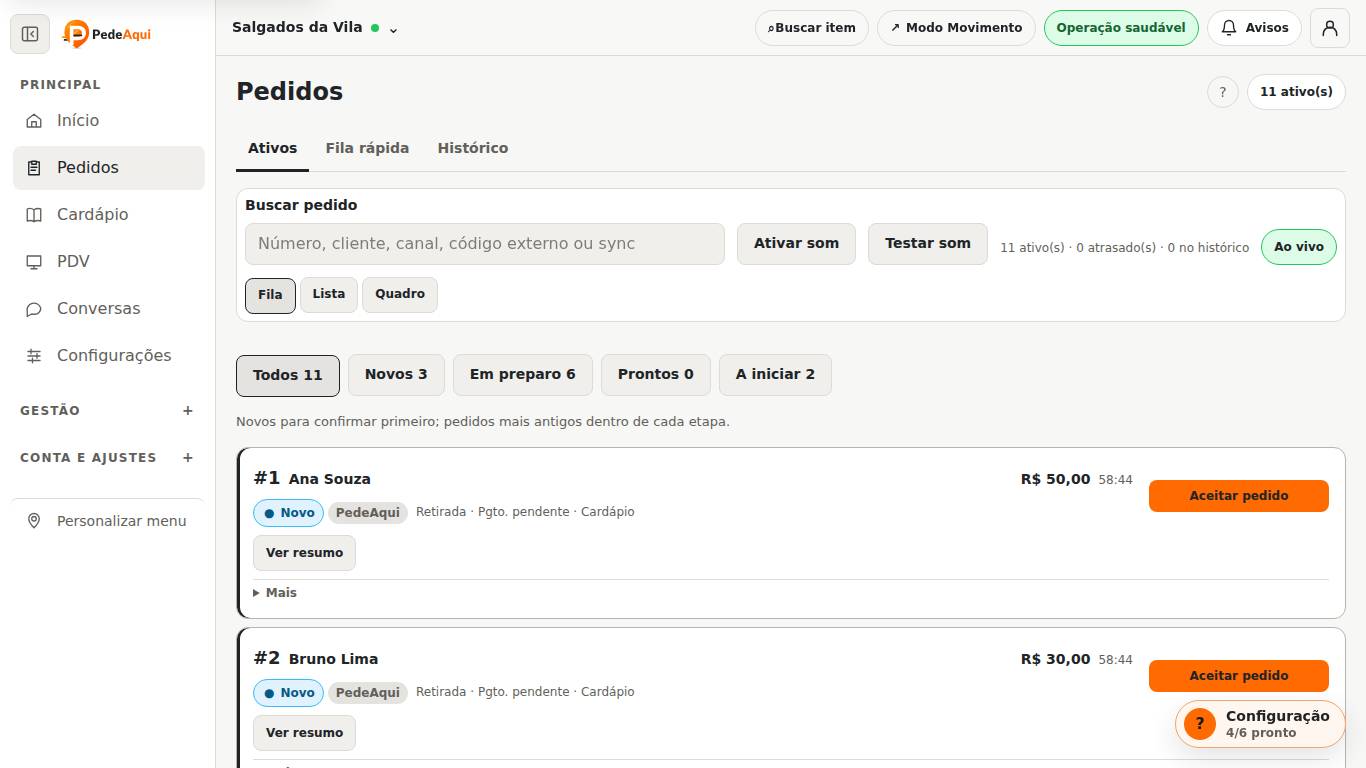 PedeAqui
PRINCIPAL
Início
Pedidos
Cardápio
PDV
Conversas
Configurações
GESTÃO +
CONTA E AJUSTES +
Personalizar menu
Salgados da Vila
Buscar item
Modo Movimento
Operação saudável
Avisos
Pedidos
?
11 ativo(s)
Ativos
Fila rápida
Histórico
Buscar pedido
Número, cliente, canal, código externo ou sync
Ativar som
Testar som
11 ativo(s) · 0 atrasado(s) · 0 no histórico
Ao vivo
Fila
Lista
Quadro
Todos 11
Novos 3
Em preparo 6
Prontos 0
A iniciar 2
Novos para confirmar primeiro; pedidos mais antigos dentro de cada etapa.
#1 Ana Souza
R$ 50,00 58:44
Aceitar pedido
Novo
PedeAqui
Retirada · Pgto. pendente · Cardápio
Ver resumo
Mais
#2 Bruno Lima
R$ 30,00 58:44
Aceitar pedido
Novo
PedeAqui
Retirada · Pgto. pendente · Cardápio
Ver resumo
?
Configuração
4/6 pronto